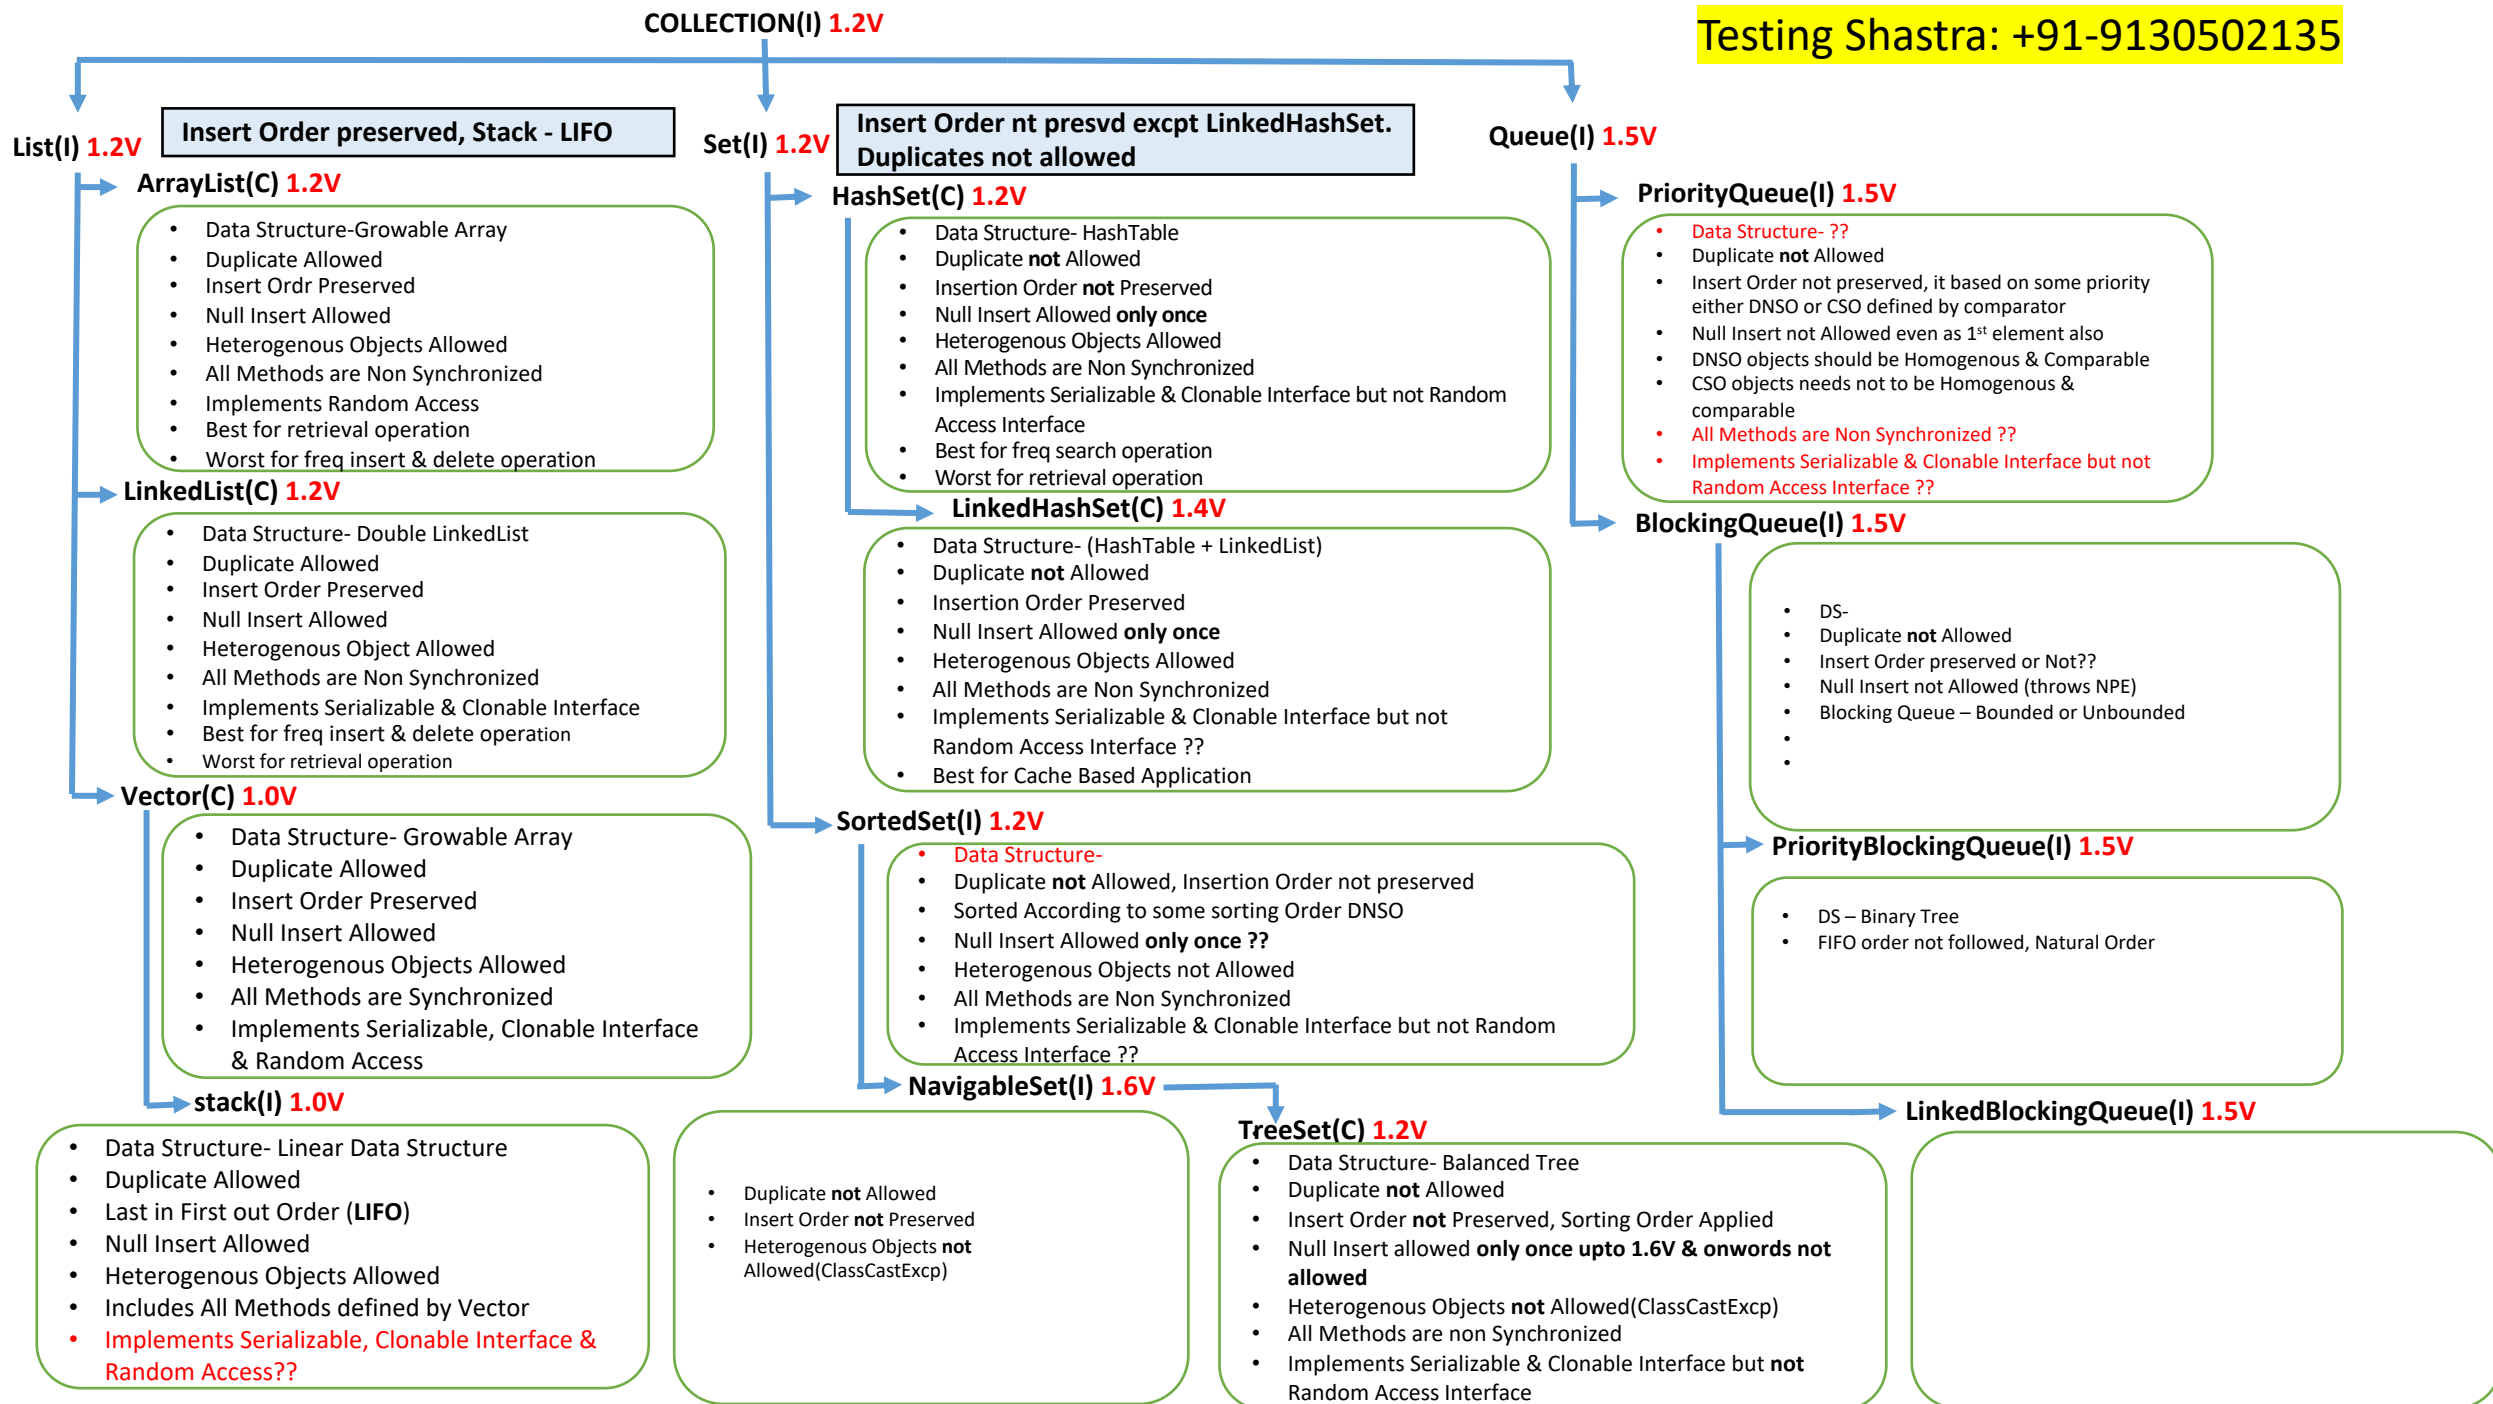 COLLECTION(I) 1.2V
Testing Shastra: +91-9130502135
List(I) 1.2V
Insert Order preserved, Stack - LIFO
ArrayList(C) 1.2V
• Data Structure-Growable Array
• Duplicate Allowed
• Insert Ordr Preserved
• Null Insert Allowed
• Heterogenous Objects Allowed
• All Methods are Non Synchronized
• Implements Random Access
• Best for retrieval operation
• Worst for freq insert & delete operation
LinkedList(C) 1.2V
• Data Structure- Double LinkedList
• Duplicate Allowed
• Insert Order Preserved
• Null Insert Allowed
• Heterogenous Object Allowed
• All Methods are Non Synchronized
• Implements Serializable & Clonable Interface
• Best for freq insert & delete operation
• Worst for retrieval operation
Vector(C) 1.0V
• Data Structure- Growable Array
• Duplicate Allowed
• Insert Order Preserved
• Null Insert Allowed
• Heterogenous Objects Allowed
• All Methods are Synchronized
• Implements Serializable, Clonable Interface
& Random Access
stack(I) 1.0V
• Data Structure- Linear Data Structure
• Duplicate Allowed
• Last in First out Order (LIFO)
• Null Insert Allowed
• Heterogenous Objects Allowed
• Includes All Methods defined by Vector
• Implements Serializable, Clonable Interface &
Random Access??
Set(I) 1.2V
Insert Order nt presvd excpt LinkedHashSet.
Duplicates not allowed
HashSet(C) 1.2V
• Data Structure- HashTable
• Duplicate not Allowed
• Insertion Order not Preserved
• Null Insert Allowed only once
• Heterogenous Objects Allowed
• All Methods are Non Synchronized
• Implements Serializable & Clonable Interface but not Random
Access Interface
• Best for freq search operation
• Worst for retrieval operation
LinkedHashSet(C) 1.4V
• Data Structure- (HashTable + LinkedList)
• Duplicate not Allowed
• Insertion Order Preserved
• Null Insert Allowed only once
• Heterogenous Objects Allowed
• All Methods are Non Synchronized
• Implements Serializable & Clonable Interface but not
Random Access Interface ??
• Best for Cache Based Application
SortedSet(I) 1.2V
• Data Structure-
• Duplicate not Allowed, Insertion Order not preserved
• Sorted According to some sorting Order DNSO
• Null Insert Allowed only once ??
• Heterogenous Objects not Allowed
• All Methods are Non Synchronized
• Implements Serializable & Clonable Interface but not Random
Access Interface ??
NavigableSet(I) 1.6V
• Duplicate not Allowed
• Insert Order not Preserved
• Heterogenous Objects not
Allowed(ClassCastExcp)
TreeSet(C) 1.2V
• Data Structure- Balanced Tree
• Duplicate not Allowed
• Insert Order not Preserved, Sorting Order Applied
• Null Insert allowed only once upto 1.6V & onwords not
allowed
• Heterogenous Objects not Allowed(ClassCastExcp)
• All Methods are non Synchronized
• Implements Serializable & Clonable Interface but not
Random Access Interface
Queue(I) 1.5V
PriorityQueue(I) 1.5V
• Data Structure- ??
• Duplicate not Allowed
• Insert Order not preserved, it based on some priority
either DNSO or CSO defined by comparator
• Null Insert not Allowed even as 1st element also
• DNSO objects should be Homogenous & Comparable
• CSO objects needs not to be Homogenous &
comparable
• All Methods are Non Synchronized ??
• Implements Serializable & Clonable Interface but not
Random Access Interface ??
BlockingQueue(I) 1.5V
• DS-
• Duplicate not Allowed
• Insert Order preserved or Not??
• Null Insert not Allowed (throws NPE)
• Blocking Queue – Bounded or Unbounded
•
•
PriorityBlockingQueue(I) 1.5V
• DS – Binary Tree
• FIFO order not followed, Natural Order
LinkedBlockingQueue(I) 1.5V